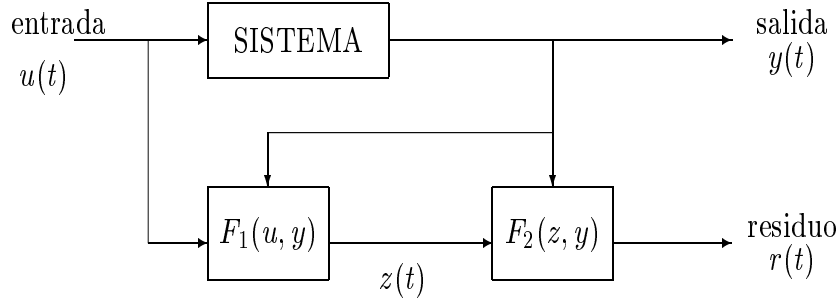 entrada
u(t)
SISTEMA
salida
y(t)
F₁(u, y)
z(t)
F₂(z, y)
residuo
r(t)